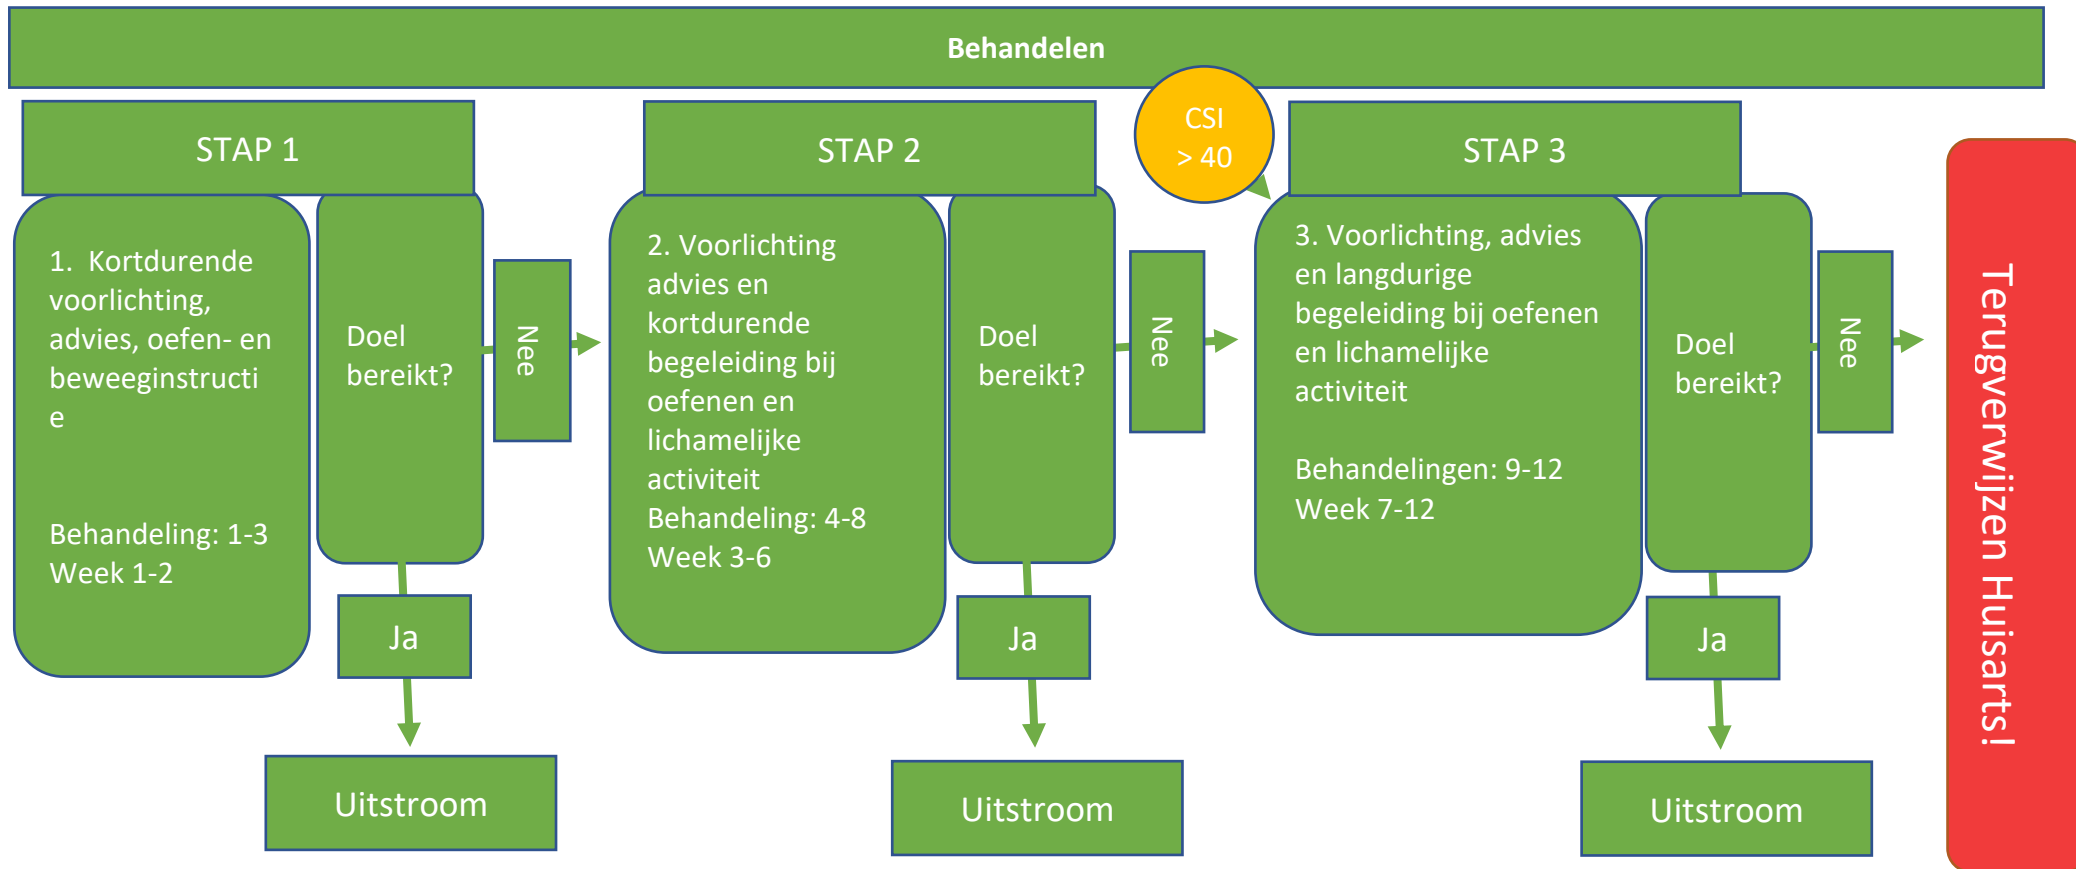 Behandelen
STAP 1
1. Kortdurende
voorlichting,
advies, oefen- en
beweeginstructi
e
Behandeling: 1-3
Week 1-2
Doel
bereikt?
Nee
Ja
Uitstroom
STAP 2
2. Voorlichting
advies en
kortdurende
begeleiding bij
oefenen en
lichamelijke
activiteit
Behandeling: 4-8
Week 3-6
Doel
bereikt?
Nee
Ja
Uitstroom
CSI
> 40
STAP 3
3. Voorlichting, advies
en langdurige
begeleiding bij oefenen
en lichamelijke
activiteit
Behandelingen: 9-12
Week 7-12
Doel
bereikt?
Nee
Ja
Uitstroom
Terugverwijzen Huisarts!